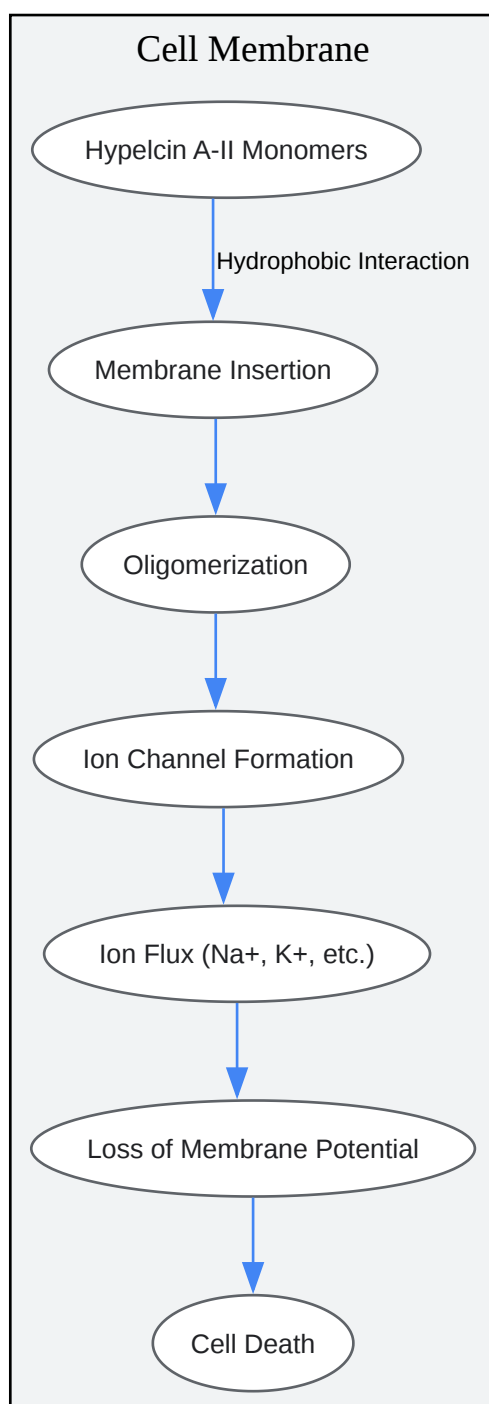 Cell Membrane
Hypelcin A-II Monomers
Hydrophobic Interaction
Membrane Insertion
Oligomerization
Ion Channel Formation
Ion Flux (Na+, K+, etc.)
Loss of Membrane Potential
Cell Death